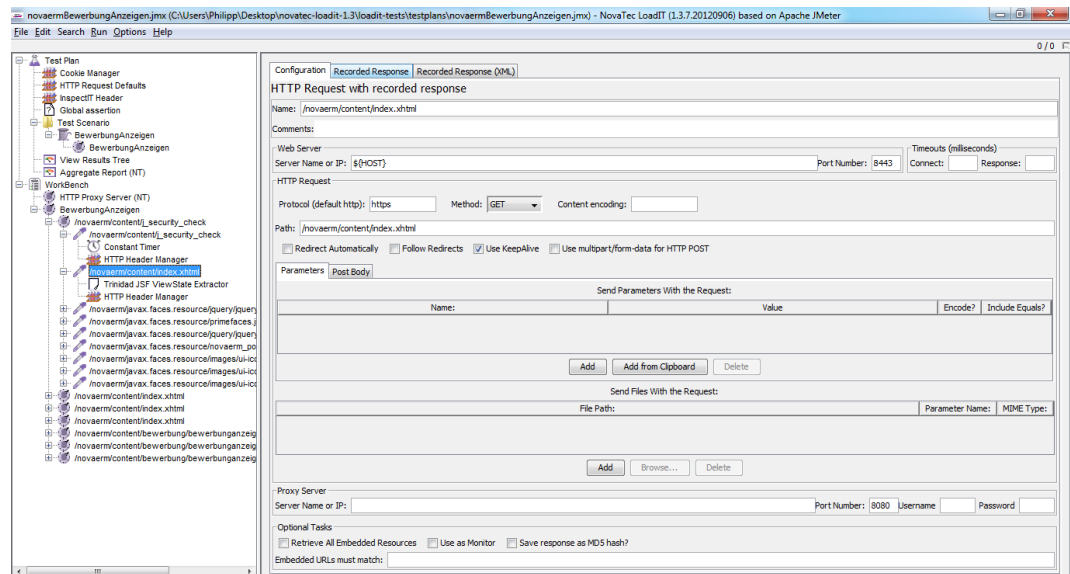 novaermBewerbungAnzeigen.jmx (C:\Users\Philipp\Desktop\novatec-loadit-1.3\loadit-tests\testplans\novaermBewerbungAnzeigen.jmx) - NovaTec LoadIT (1.3.7.20120906) based on Apache JMeter
File Edit Search Run Options Help
0 / 0
Test Plan
Cookie Manager
HTTP Request Defaults
InspectIT Header
Global assertion
Test Scenario
BewerbungAnzeigen
BewerbungAnzeigen
View Results Tree
Aggregate Report (NT)
WorkBench
HTTP Proxy Server (NT)
BewerbungAnzeigen
/novaerm/content/j_security_check
/novaerm/content/j_security_check
Constant Timer
HTTP Header Manager
/novaerm/content/index.xhtml
Trinidad JSF ViewState Extractor
HTTP Header Manager
/novaerm/javax.faces.resource/jquery/jquery
/novaerm/javax.faces.resource/primefaces.j
/novaerm/javax.faces.resource/jquery/jquery
/novaerm/javax.faces.resource/novaerm_po
/novaerm/javax.faces.resource/images/ui-ico
/novaerm/javax.faces.resource/images/ui-ico
/novaerm/javax.faces.resource/images/ui-ico
/novaerm/content/index.xhtml
/novaerm/content/index.xhtml
/novaerm/content/index.xhtml
/novaerm/content/bewerbung/bewerbunganzeig
/novaerm/content/bewerbung/bewerbunganzeig
/novaerm/content/bewerbung/bewerbunganzeig
Configuration Recorded Response Recorded Response (XML)
HTTP Request with recorded response
Name: /novaerm/content/index.xhtml
Comments:
Web Server Timeouts (milliseconds)
Server Name or IP: ${HOST} Port Number: 8443 Connect: Response:
HTTP Request
Protocol (default http): https Method: GET Content encoding:
Path: /novaerm/content/index.xhtml
Redirect Automatically Follow Redirects Use KeepAlive Use multipart/form-data for HTTP POST
Parameters Post Body
Send Parameters With the Request:
Name: Value Encode? Include Equals?
Add Add from Clipboard Delete
Send Files With the Request:
File Path: Parameter Name: MIME Type:
Add Browse... Delete
Proxy Server
Server Name or IP: Port Number: 8080 Username Password
Optional Tasks
Retrieve All Embedded Resources Use as Monitor Save response as MD5 hash?
Embedded URLs must match: